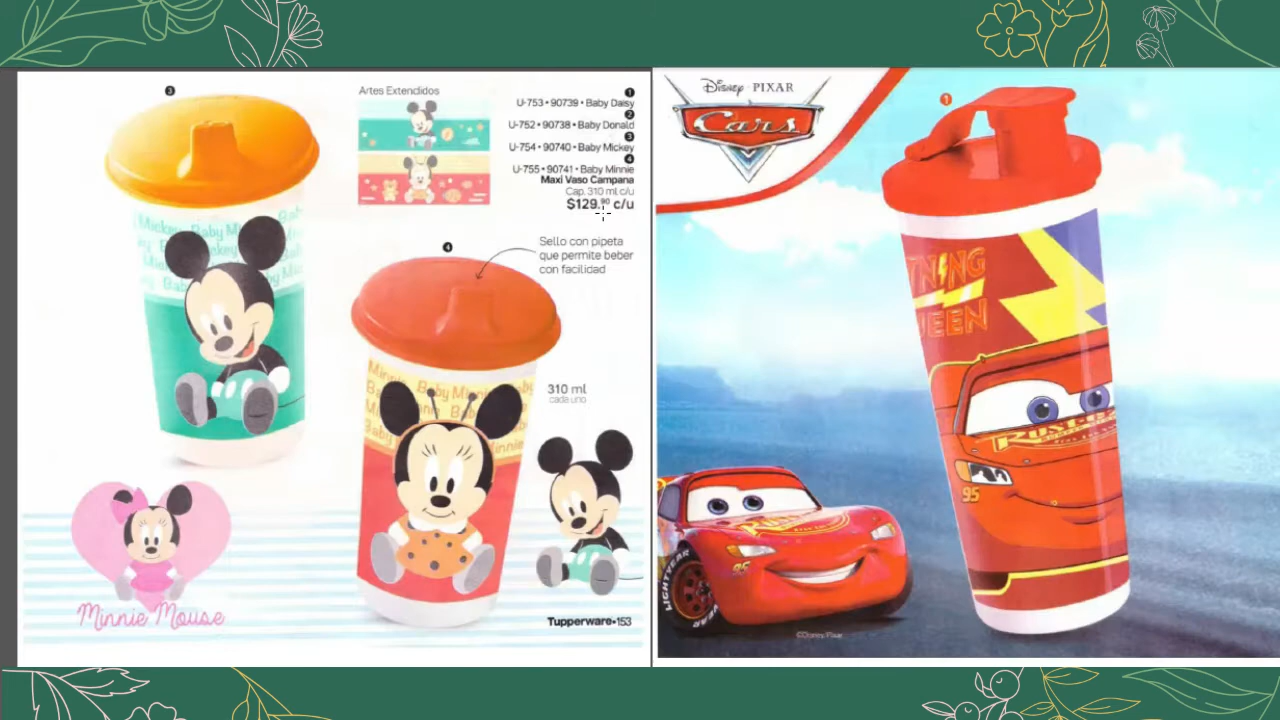 3
Artes Extendidos
1
U-753 • 90739 • Baby Daisy
2
U-752 • 90738 • Baby Donald
3
U-754 • 90740 • Baby Mickey
4
U-755 • 90741 • Baby Minnie
Maxi Vaso Campana
Cap. 310 ml c/u
$129.90 c/u
4
Sello con pipeta
que permite beber
con facilidad
310 ml
cada uno
Minnie Mouse
Tupperware•153
Disney • PIXAR
Cars
1
95
LIGHTYEAR
95
©Disney/Pixar